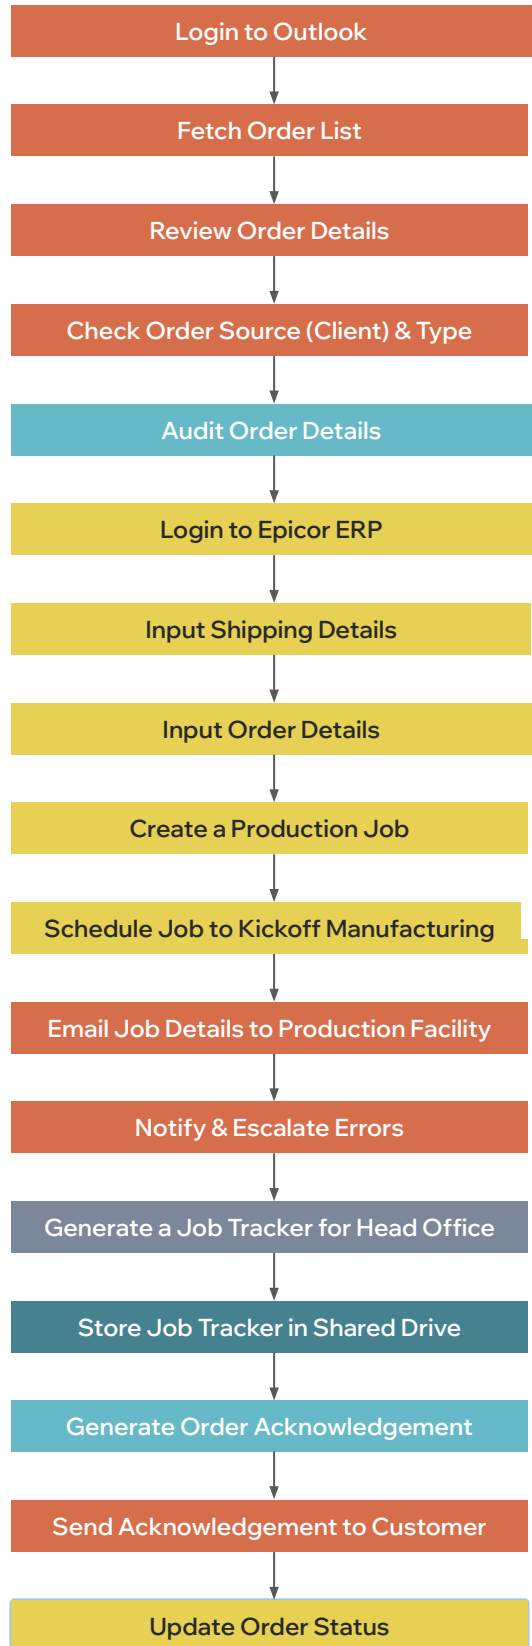 Login to Outlook
Fetch Order List
Review Order Details
Check Order Source (Client) & Type
Audit Order Details
Login to Epicor ERP
Input Shipping Details
Input Order Details
Create a Production Job
Schedule Job to Kickoff Manufacturing
Email Job Details to Production Facility
Notify & Escalate Errors
Generate a Job Tracker for Head Office
Store Job Tracker in Shared Drive
Generate Order Acknowledgement
Send Acknowledgement to Customer
Update Order Status